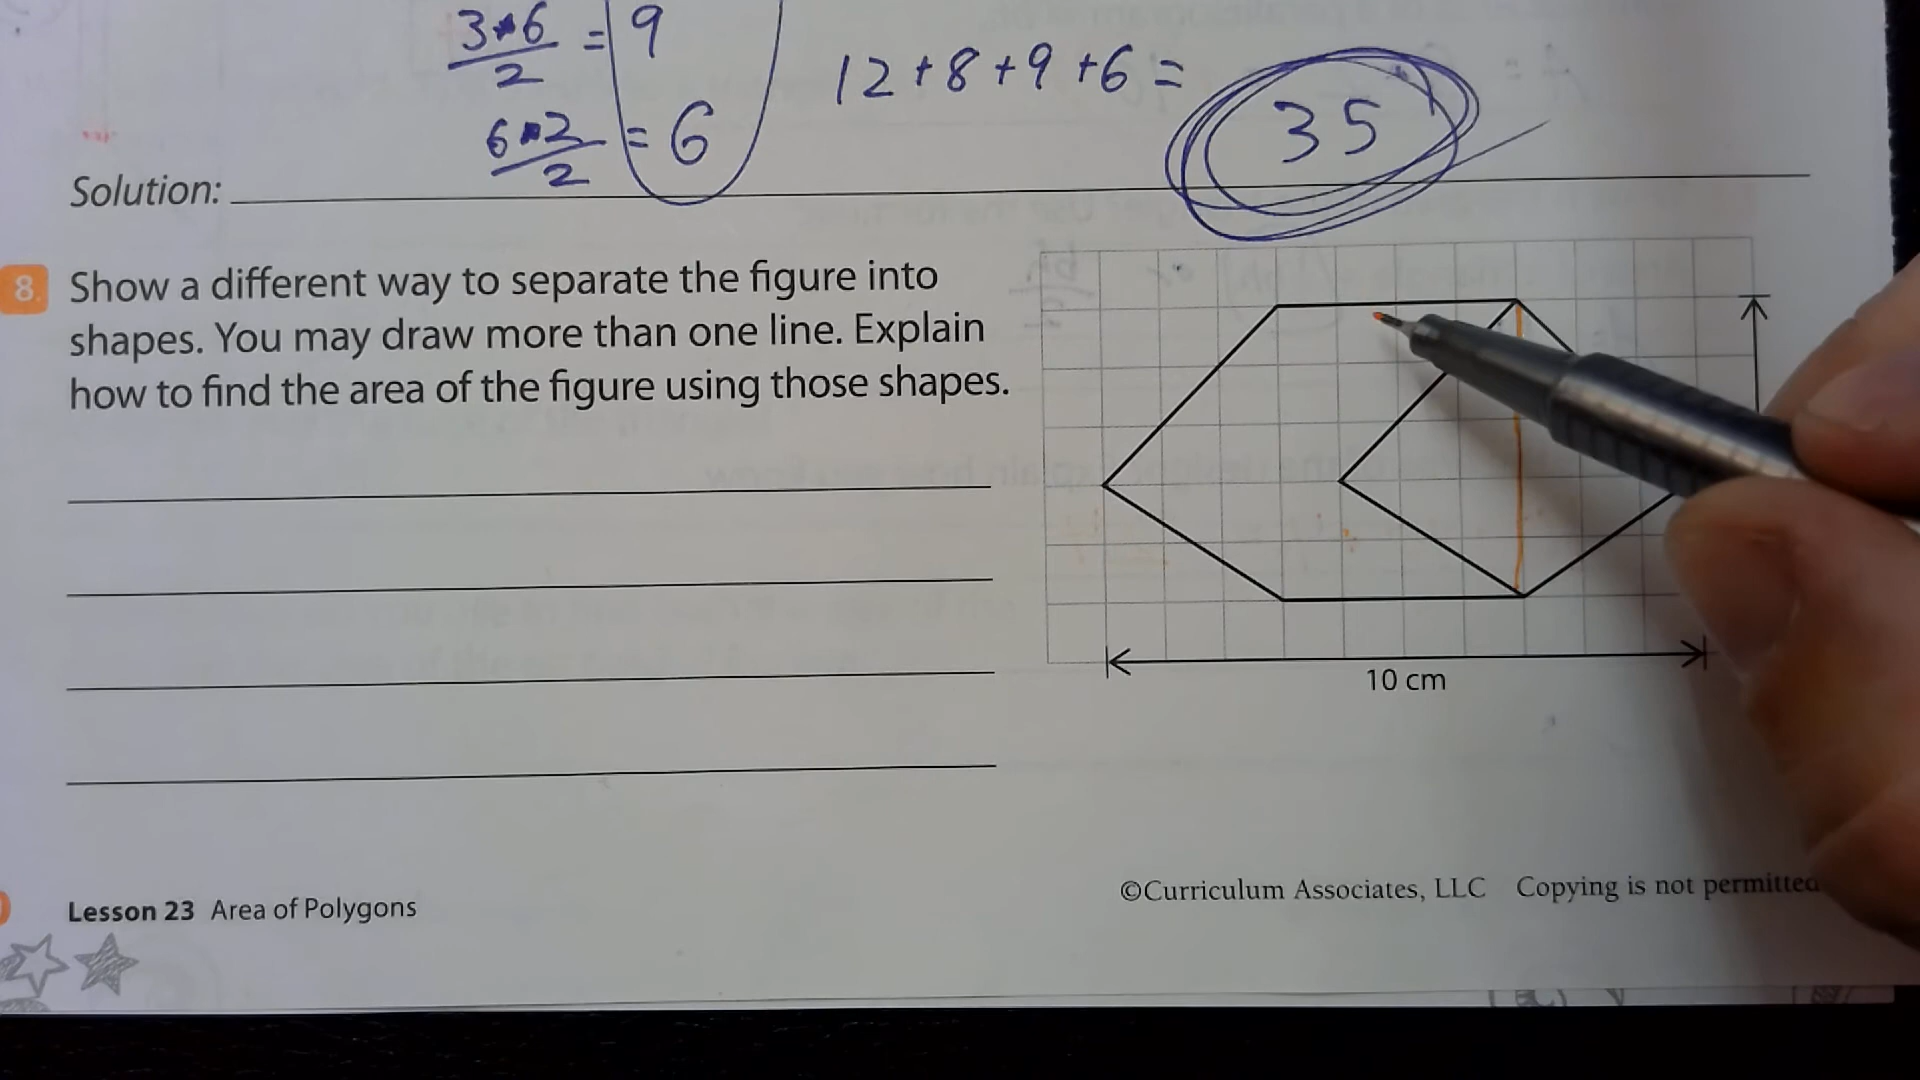 3*6 = 9
2
12+8+9+6 = 35
6*2 = 6
2
Solution:
8. Show a different way to separate the figure into
shapes. You may draw more than one line. Explain
how to find the area of the figure using those shapes.
10 cm
Lesson 23 Area of Polygons
©Curriculum Associates, LLC Copying is not permitted